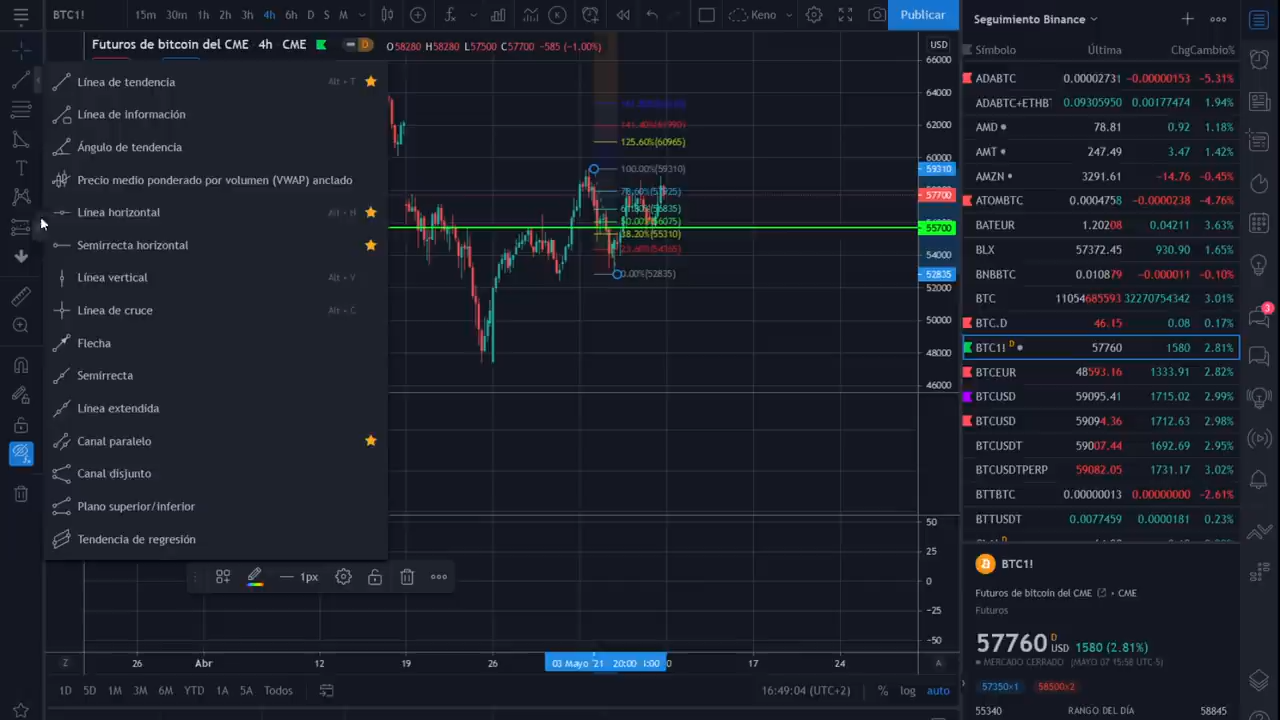 BTC1! 15m 30m 1h 2h 3h 4h 6h D S M Keno Publicar
Futuros de bitcoin del CME 4h CME D O58280 H58280 L57500 C57700 -585 (-1.00%)
Línea de tendencia Alt + T
Línea de información
Ángulo de tendencia
Precio medio ponderado por volumen (VWAP) anclado
Línea horizontal Alt + H
Semirrecta horizontal
Línea vertical Alt + V
Línea de cruce Alt + C
Flecha
Semirrecta
Línea extendida
Canal paralelo
Canal disjunto
Plano superior/inferior
Tendencia de regresión
125.60%(60965)
100.00%(59310)
50.00%(56075)
38.20%(55310)
0.00%(52835)
USD
66000
64000
62000
60000
59310
57700
55700
54000
52835
52000
50000
48000
46000
50
25
0
-25
-50
1px
Z 26 Abr 12 19 26 03 Mayo '21 20:00 17 24 A
1D 5D 1M 3M 6M YTD 1A 5A Todos 16:49:04 (UTC+2) % log auto
Seguimiento Binance
Símbolo Última Chg Cambio%
ADABTC 0.00002731 -0.00000153 -5.31%
ADABTC+ETHB 0.09305950 0.00177474 1.94%
AMD 78.81 0.92 1.18%
AMT 247.49 3.47 1.42%
AMZN 3291.61 -14.76 -0.45%
ATOMBTC 0.0004758 -0.0000238 -4.76%
BATEUR 1.20208 0.04211 3.63%
BLX 57372.45 930.90 1.65%
BNBBTC 0.010879 -0.000011 -0.10%
BTC 11054685593 32270754342 3.01%
BTC.D 46.15 0.08 0.17%
BTC1! D 57760 1580 2.81%
BTCEUR 48593.16 1333.91 2.82%
BTCUSD 59095.41 1715.02 2.99%
BTCUSD 59094.36 1712.63 2.98%
BTCUSDT 59007.44 1692.69 2.95%
BTCUSDTPERP 59082.05 1731.17 3.02%
BTTBTC 0.00000013 0.00000000 -2.61%
BTTUSDT 0.0077459 0.0000181 0.23%
BTC1!
Futuros de bitcoin del CME • CME
Futuros
57760 D USD 1580 (2.81%)
MERCADO CERRADO (MAYO 07 15:58 UTC-5)
57350×1 58500×2
55340 RANGO DEL DÍA 58845
3